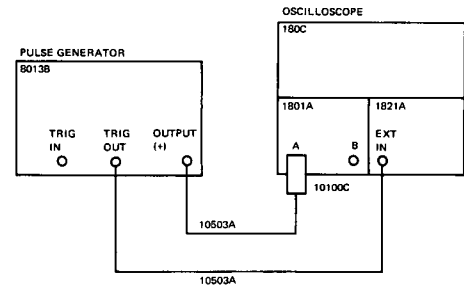 OSCILLOSCOPE
180C
PULSE GENERATOR
8013B
1801A
1821A
TRIG IN
TRIG OUT
OUTPUT (+)
A
B
EXT IN
10100C
10503A
10503A